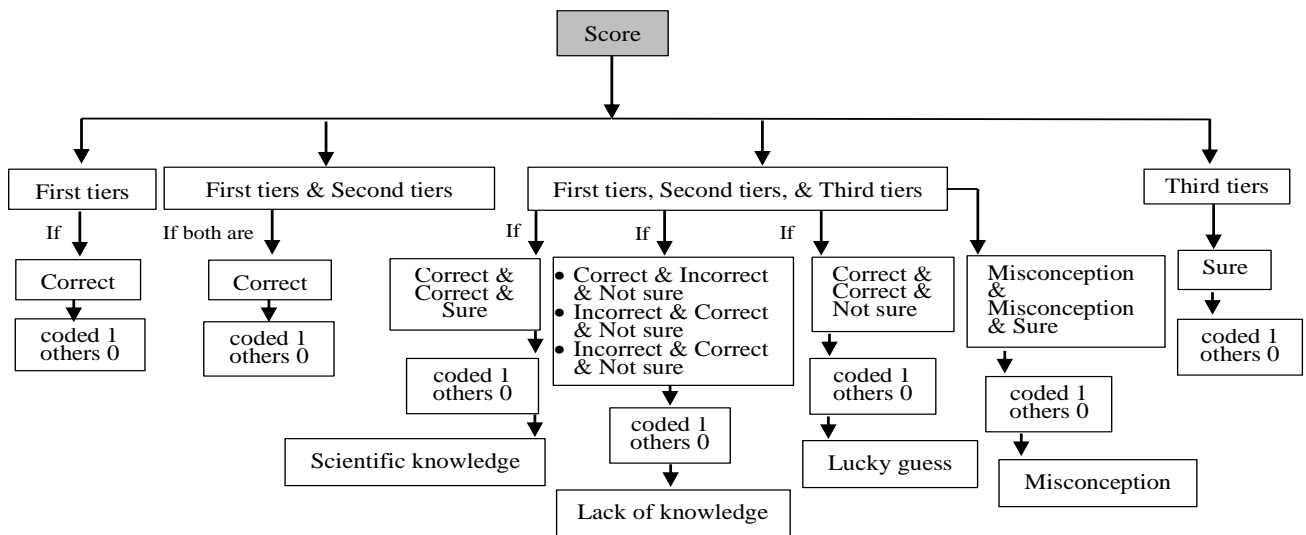 Score
First tiers
First tiers & Second tiers
First tiers, Second tiers, & Third tiers
Third tiers
If
If both are
If
If
If
Correct
Correct
Correct &
Correct &
Sure
• Correct & Incorrect
& Not sure
• Incorrect & Correct
& Not sure
• Incorrect & Correct
& Not sure
Correct &
Correct &
Not sure
Misconception
&
Misconception
& Sure
Sure
coded 1
others 0
coded 1
others 0
coded 1
others 0
coded 1
others 0
coded 1
others 0
coded 1
others 0
coded 1
others 0
Scientific knowledge
Lack of knowledge
Lucky guess
Misconception